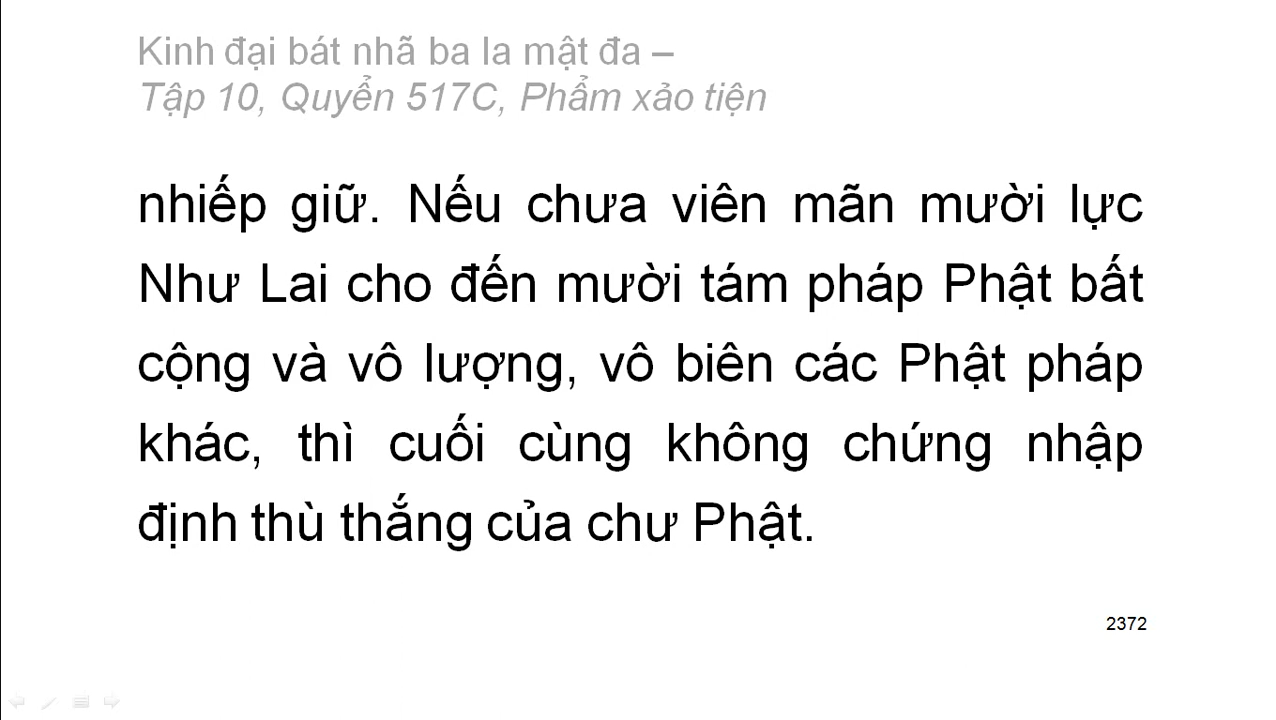 Kinh đại bát nhã ba la mật đa –
Tập 10, Quyển 517C, Phẩm xảo tiện
nhiếp giữ. Nếu chưa viên mãn mười lực
Như Lai cho đến mười tám pháp Phật bất
cộng và vô lượng, vô biên các Phật pháp
khác, thì cuối cùng không chứng nhập
định thù thắng của chư Phật.
2372